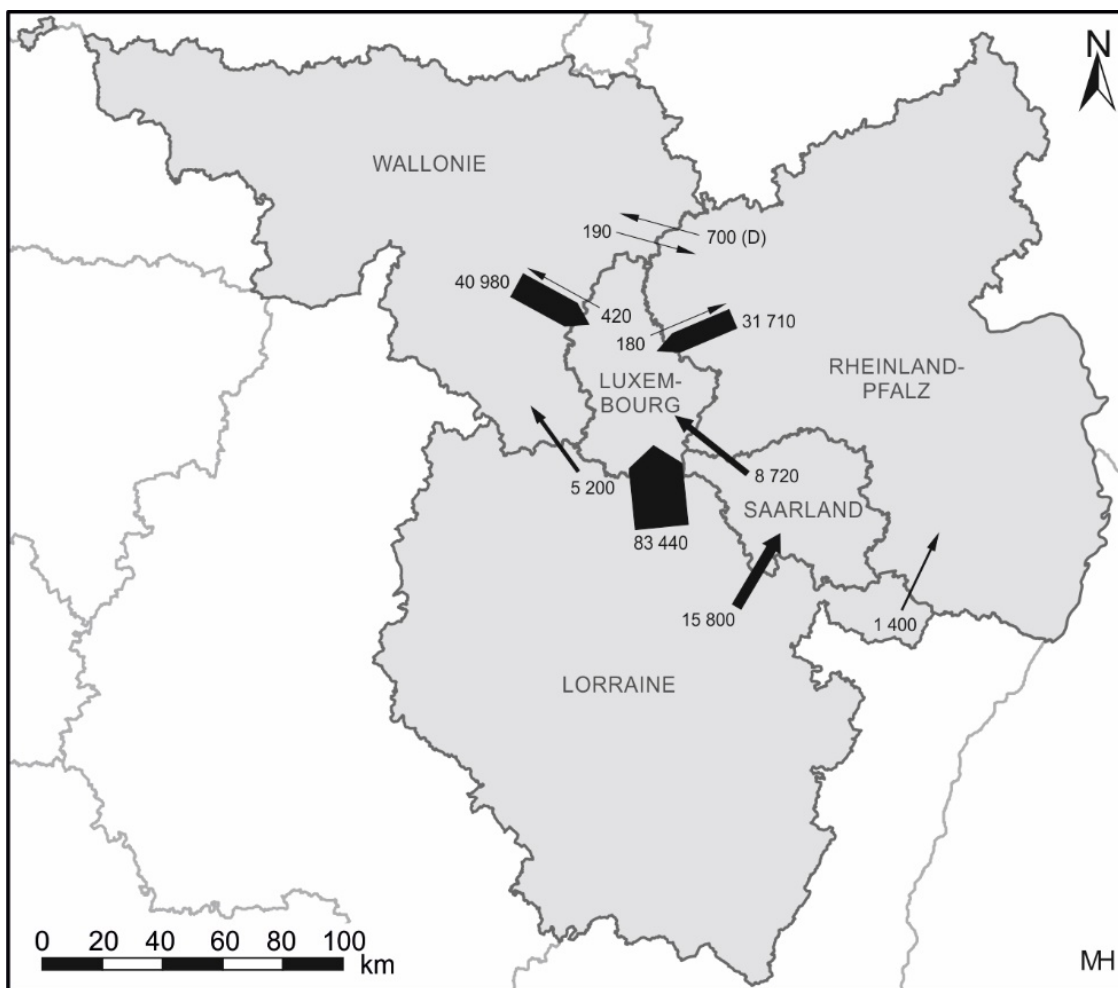 N
WALLONIE
190
700 (D)
40 980
420
180
31 710
LUXEM-
BOURG
RHEINLAND-
PFALZ
5 200
8 720
SAARLAND
83 440
15 800
1 400
LORRAINE
0 20 40 60 80 100
km
MH